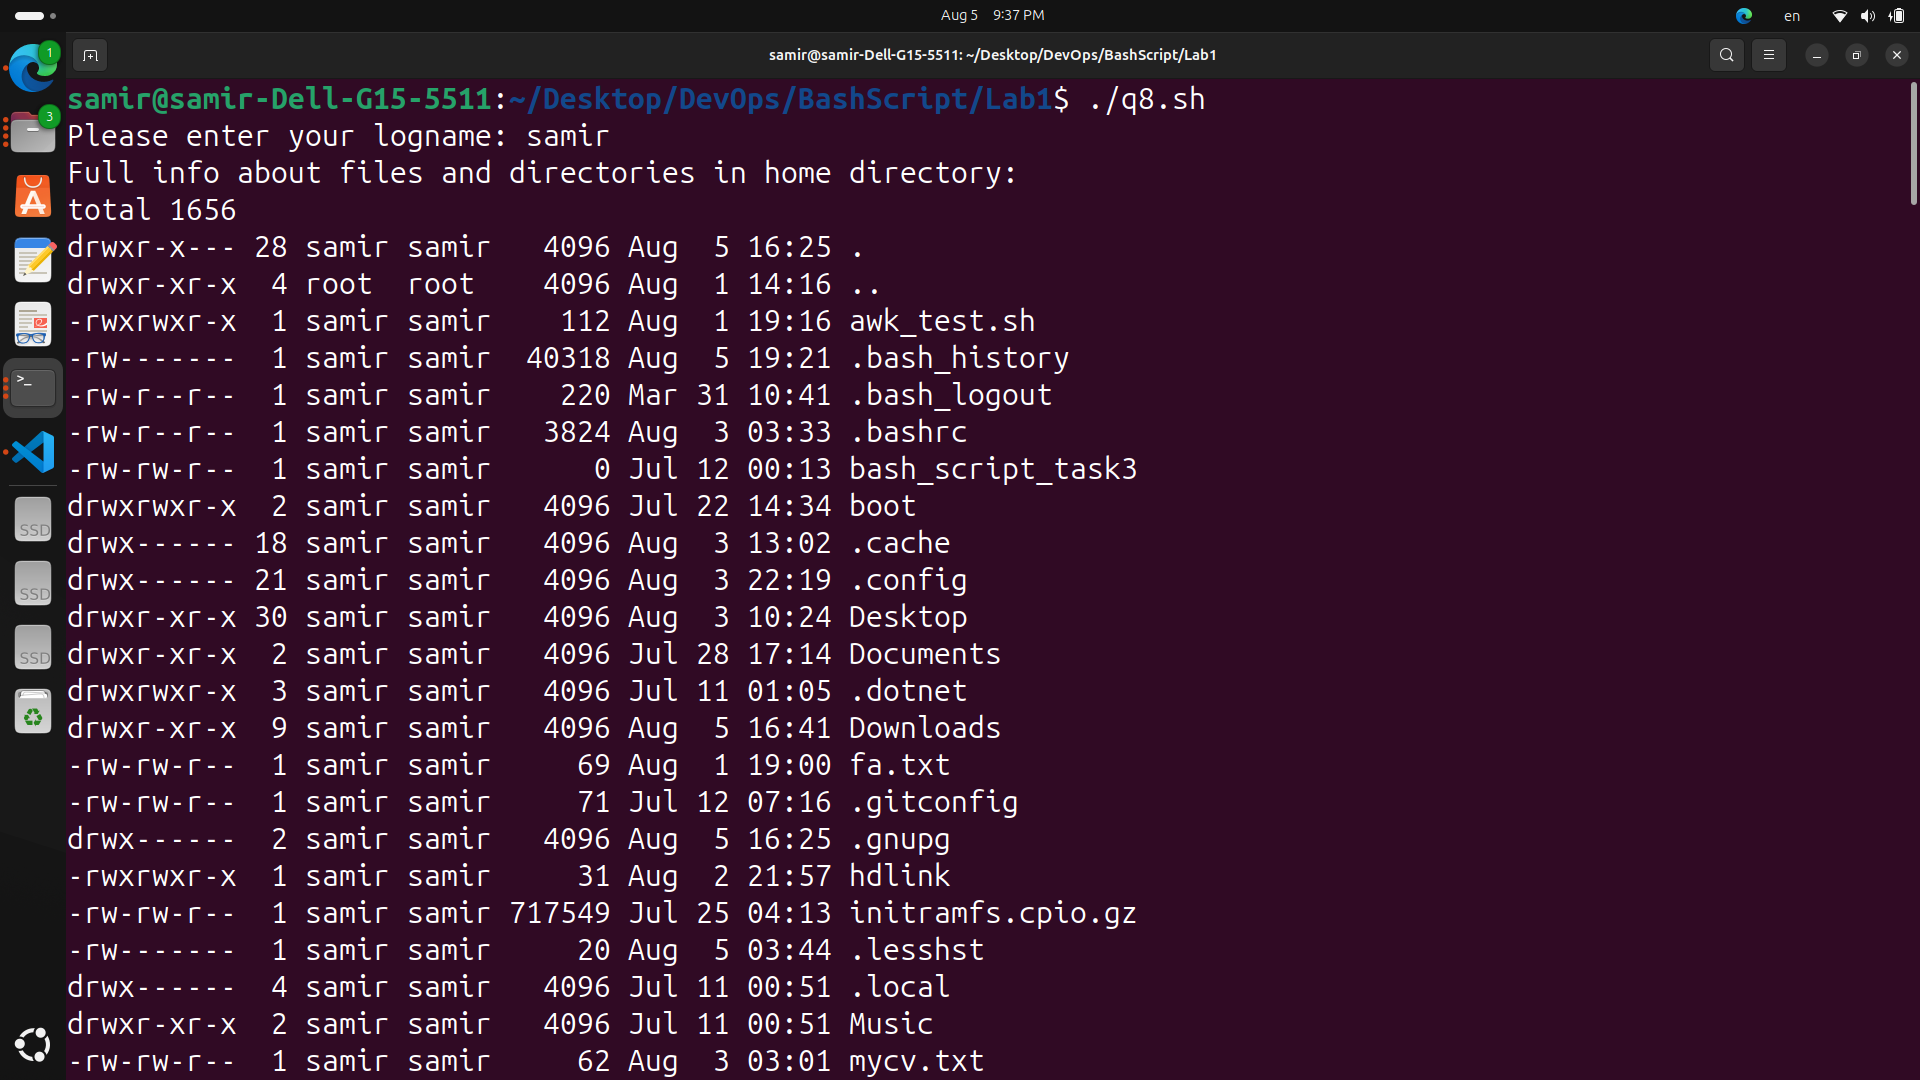 Aug 5 9:37 PM
en
samir@samir-Dell-G15-5511: ~/Desktop/DevOps/BashScript/Lab1
1
3
SSD
SSD
SSD
samir@samir-Dell-G15-5511:~/Desktop/DevOps/BashScript/Lab1$ ./q8.sh
Please enter your logname: samir
Full info about files and directories in home directory:
total 1656
drwxr-x--- 28 samir samir   4096 Aug  5 16:25 .
drwxr-xr-x  4 root  root    4096 Aug  1 14:16 ..
-rwxrwxr-x  1 samir samir    112 Aug  1 19:16 awk_test.sh
-rw-------  1 samir samir  40318 Aug  5 19:21 .bash_history
-rw-r--r--  1 samir samir    220 Mar 31 10:41 .bash_logout
-rw-r--r--  1 samir samir   3824 Aug  3 03:33 .bashrc
-rw-rw-r--  1 samir samir      0 Jul 12 00:13 bash_script_task3
drwxrwxr-x  2 samir samir   4096 Jul 22 14:34 boot
drwx------ 18 samir samir   4096 Aug  3 13:02 .cache
drwx------ 21 samir samir   4096 Aug  3 22:19 .config
drwxr-xr-x 30 samir samir   4096 Aug  3 10:24 Desktop
drwxr-xr-x  2 samir samir   4096 Jul 28 17:14 Documents
drwxrwxr-x  3 samir samir   4096 Jul 11 01:05 .dotnet
drwxr-xr-x  9 samir samir   4096 Aug  5 16:41 Downloads
-rw-rw-r--  1 samir samir     69 Aug  1 19:00 fa.txt
-rw-rw-r--  1 samir samir     71 Jul 12 07:16 .gitconfig
drwx------  2 samir samir   4096 Aug  5 16:25 .gnupg
-rwxrwxr-x  1 samir samir     31 Aug  2 21:57 hdlink
-rw-rw-r--  1 samir samir 717549 Jul 25 04:13 initramfs.cpio.gz
-rw-------  1 samir samir     20 Aug  5 03:44 .lesshst
drwx------  4 samir samir   4096 Jul 11 00:51 .local
drwxr-xr-x  2 samir samir   4096 Jul 11 00:51 Music
-rw-rw-r--  1 samir samir     62 Aug  3 03:01 mycv.txt